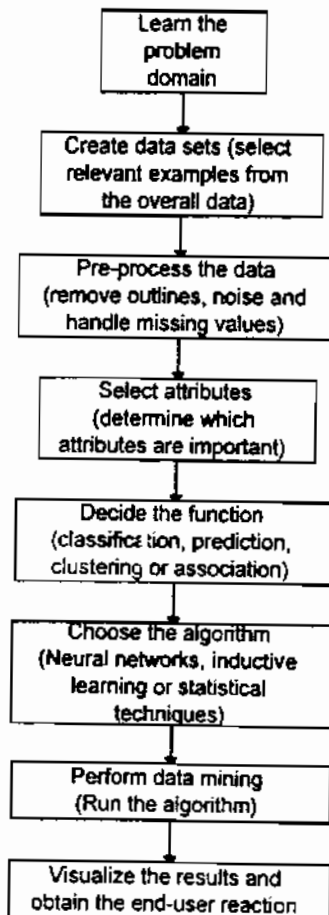 Learn the
problem
domain
Create data sets (select
relevant examples from
the overall data)
Pre-process the data
(remove outlines, noise and
handle missing values)
Select attributes
(determine which
attributes are important)
Decide the function
(classification, prediction,
clustering or association)
Choose the algorithm
(Neural networks, inductive
learning or statistical
techniques)
Perform data mining
(Run the algorithm)
Visualize the results and
obtain the end-user reaction